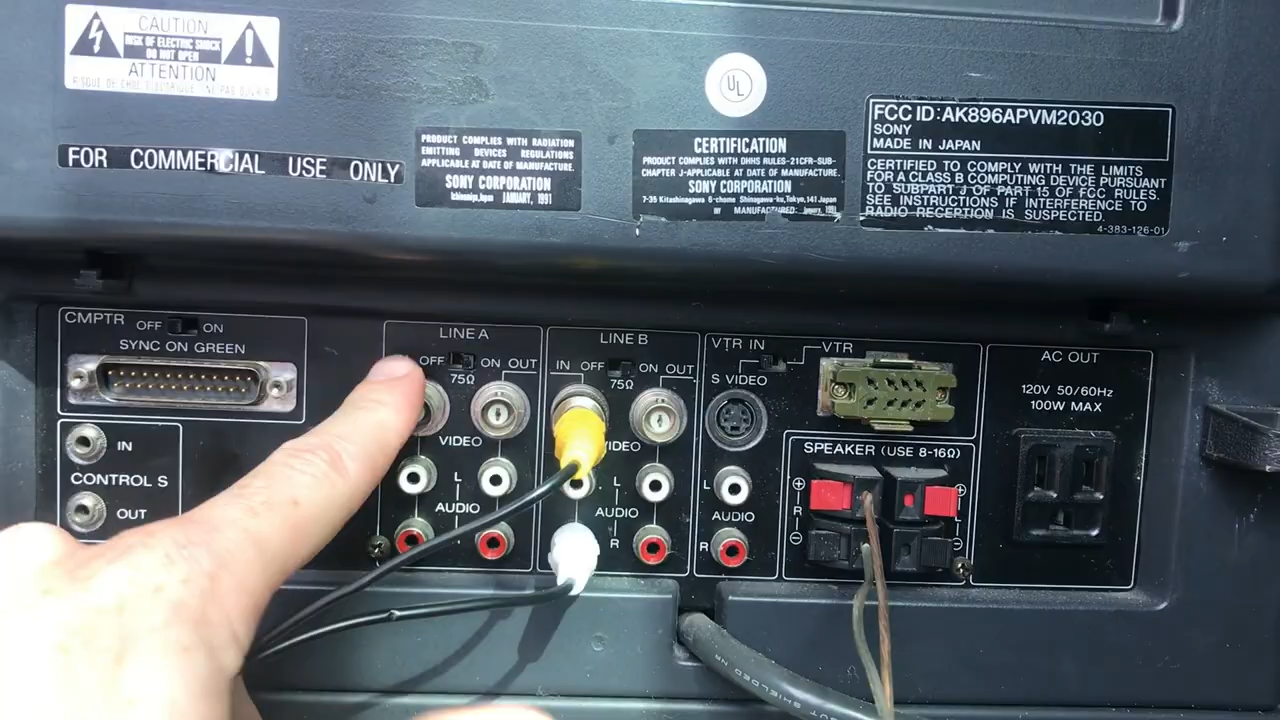 CAUTION
RISK OF ELECTRIC SHOCK
DO NOT OPEN
ATTENTION
UL
FOR COMMERCIAL USE ONLY
PRODUCT COMPLIES WITH RADIATION
EMITTING DEVICES REGULATIONS
APPLICABLE AT DATE OF MANUFACTURE.
SONY CORPORATION
Ichinomiya, Japan JANUARY, 1991
CERTIFICATION
PRODUCT COMPLIES WITH DHHS RULES-21CFR-SUB-
CHAPTER J-APPLICABLE AT DATE OF MANUFACTURE.
SONY CORPORATION
7-35 Kitashinagawa 6-chome Shinagawa-ku, Tokyo, 141 Japan
MANUFACTURED: January, 1991
FCC ID: AK896APVM2030
SONY
MADE IN JAPAN
CERTIFIED TO COMPLY WITH THE LIMITS
FOR A CLASS B COMPUTING DEVICE PURSUANT
TO SUBPART J OF PART 15 OF FCC RULES.
SEE INSTRUCTIONS IF INTERFERENCE TO
RADIO RECEPTION IS SUSPECTED.
4-383-126-01
CMPTR
OFF ON
SYNC ON GREEN
IN
CONTROL S
OUT
LINE A
OFF ON OUT
75Ω
VIDEO
L
AUDIO
LINE B
IN OFF ON OUT
75Ω
VIDEO
L
AUDIO
R
VTR IN
VTR
S VIDEO
L
AUDIO
R
SPEAKER (USE 8-16Ω)
+ +
R L
− −
AC OUT
120V 50/60Hz
100W MAX